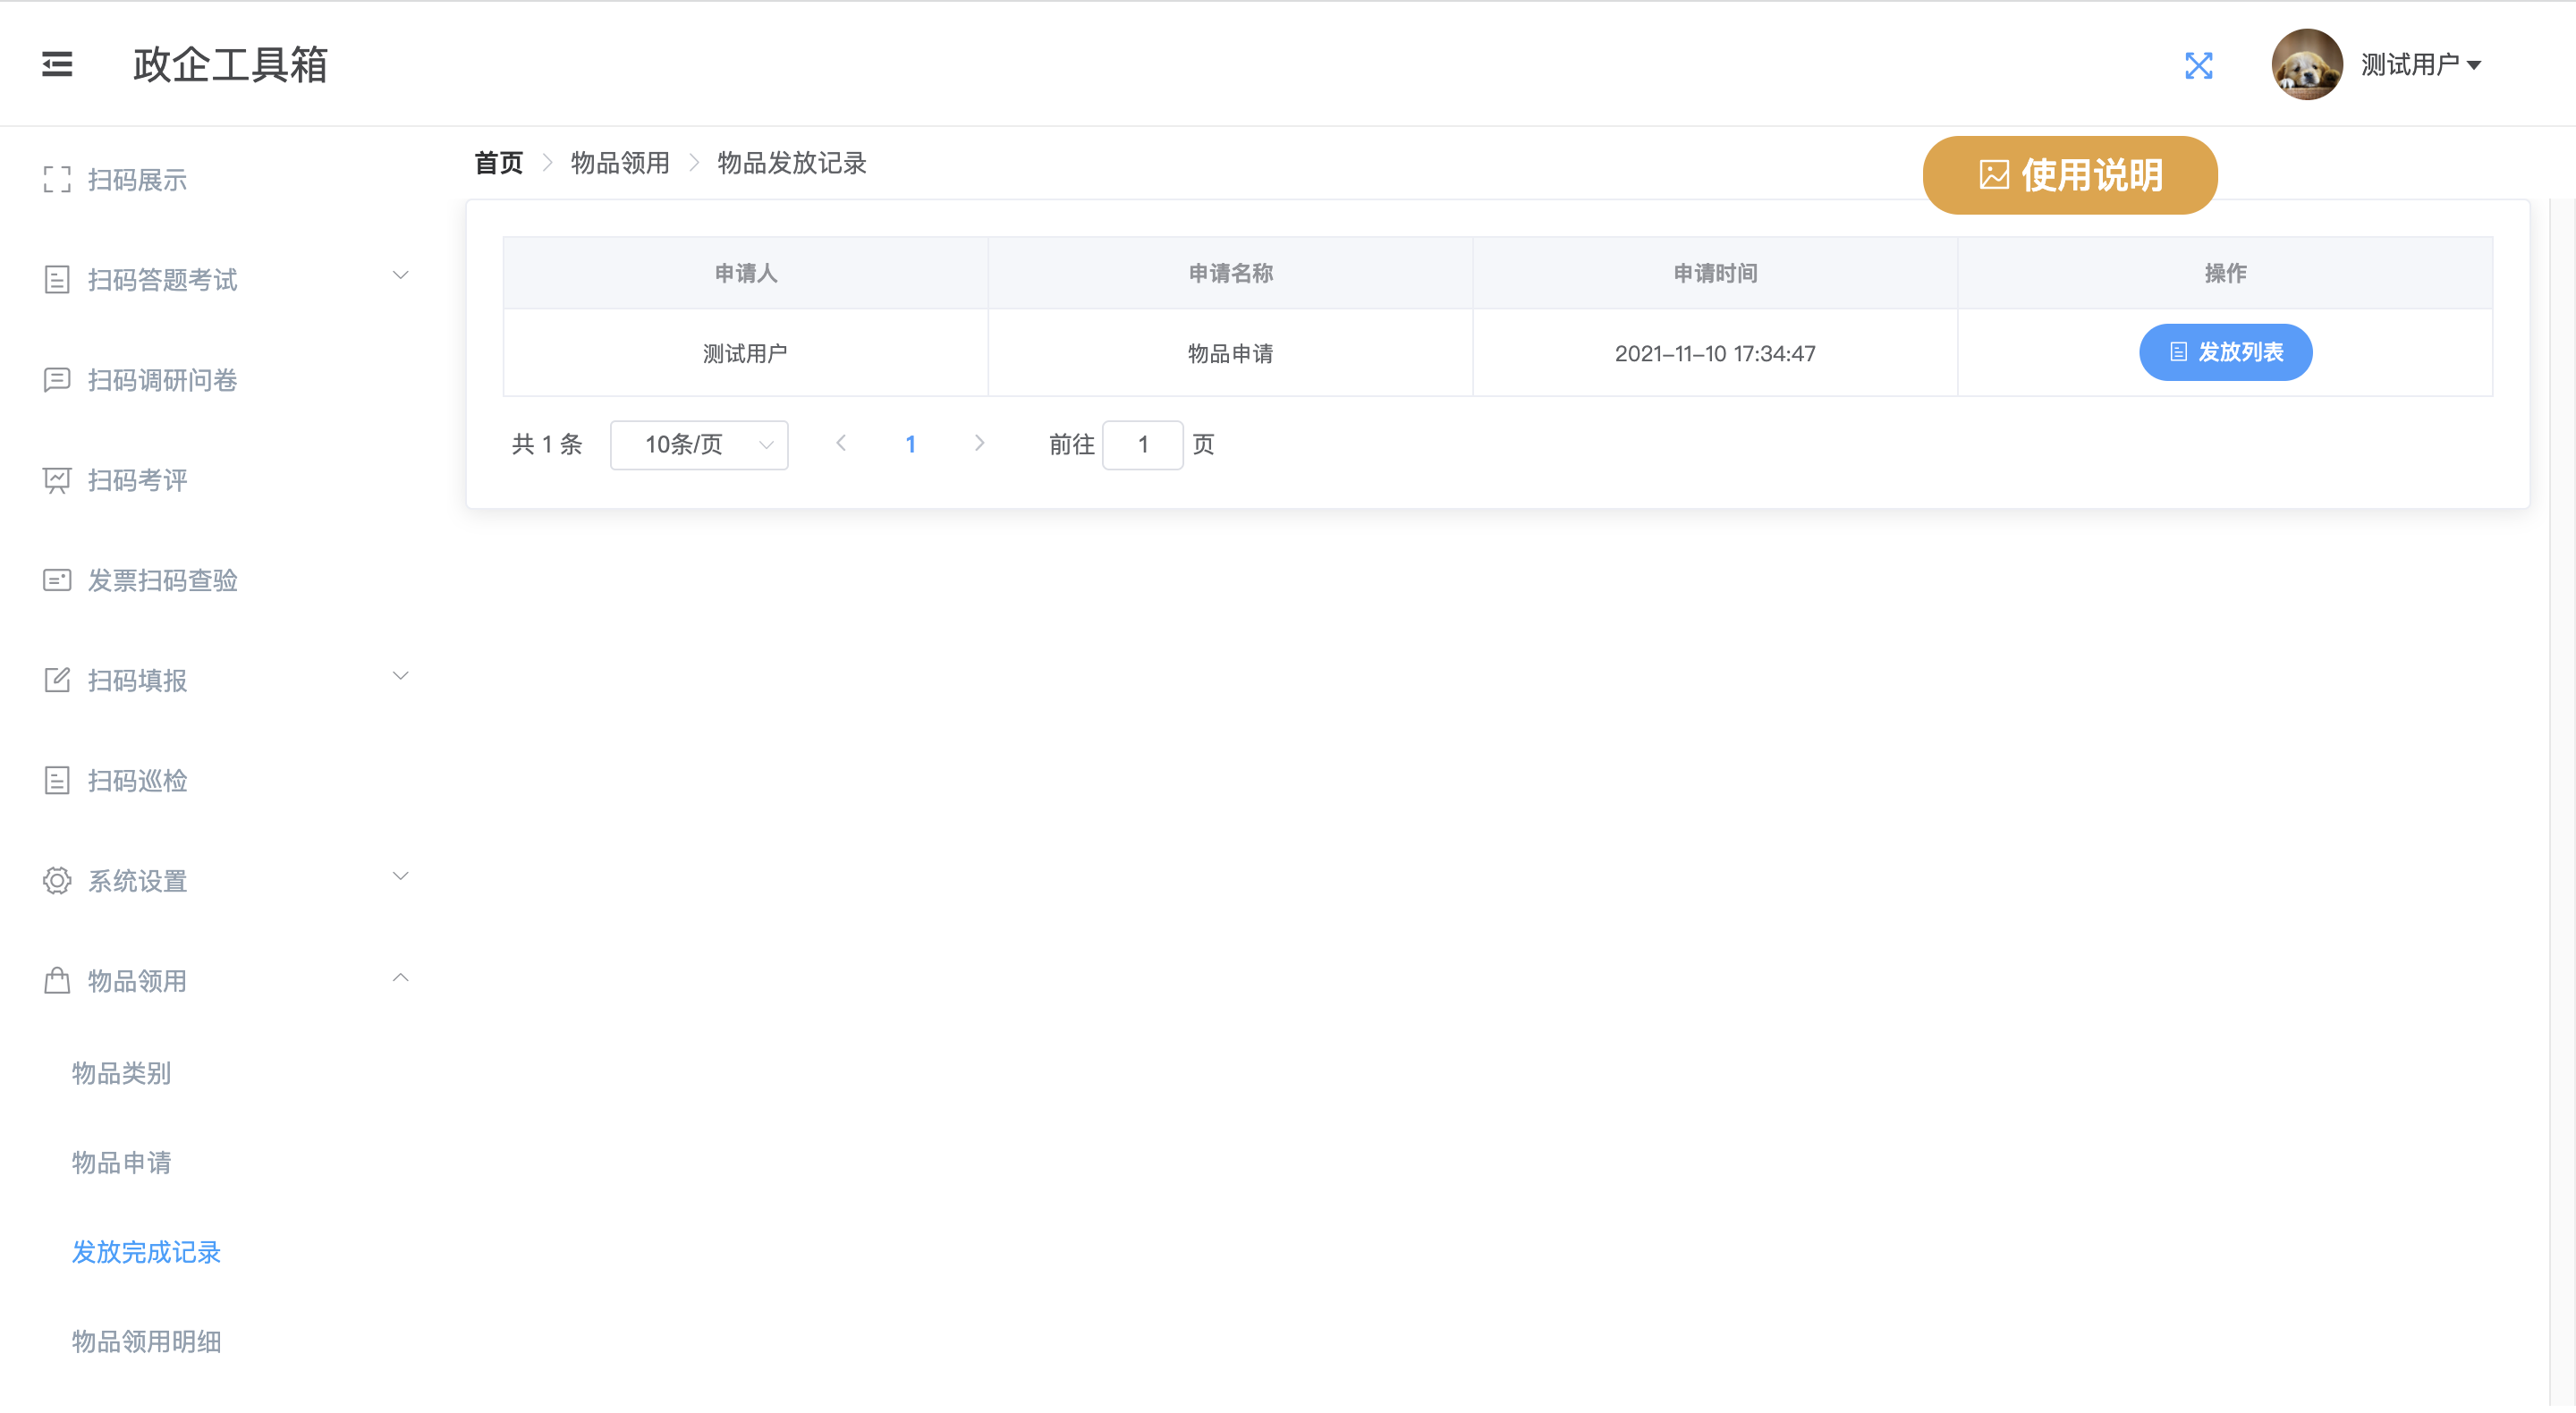 政企工具箱
测试用户
首页 物品领用 物品发放记录
使用说明
扫码展示
扫码答题考试
扫码调研问卷
扫码考评
发票扫码查验
扫码填报
扫码巡检
系统设置
物品领用
物品类别
物品申请
发放完成记录
物品领用明细
申请人 申请名称 申请时间 操作
测试用户 物品申请 2021-11-10 17:34:47 发放列表
共 1 条 10条/页 1 前往 1 页